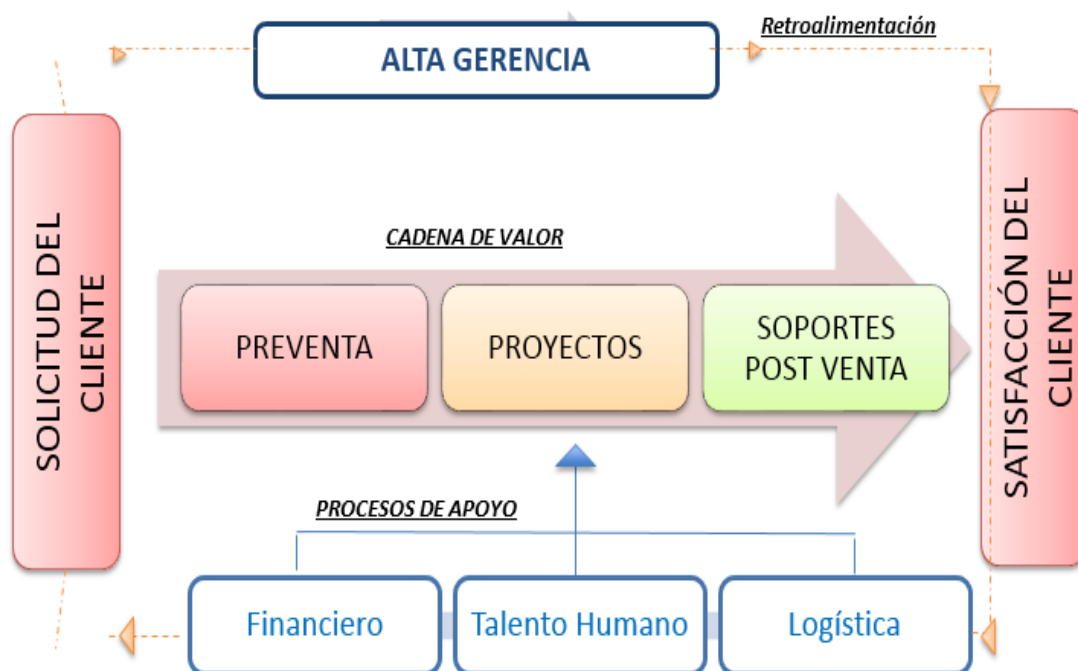 Retroalimentación
ALTA GERENCIA
SOLICITUD DEL
CLIENTE
CADENA DE VALOR
PREVENTA
PROYECTOS
SOPORTES
POST VENTA
SATISFACCIÓN DEL
CLIENTE
PROCESOS DE APOYO
Financiero
Talento Humano
Logística